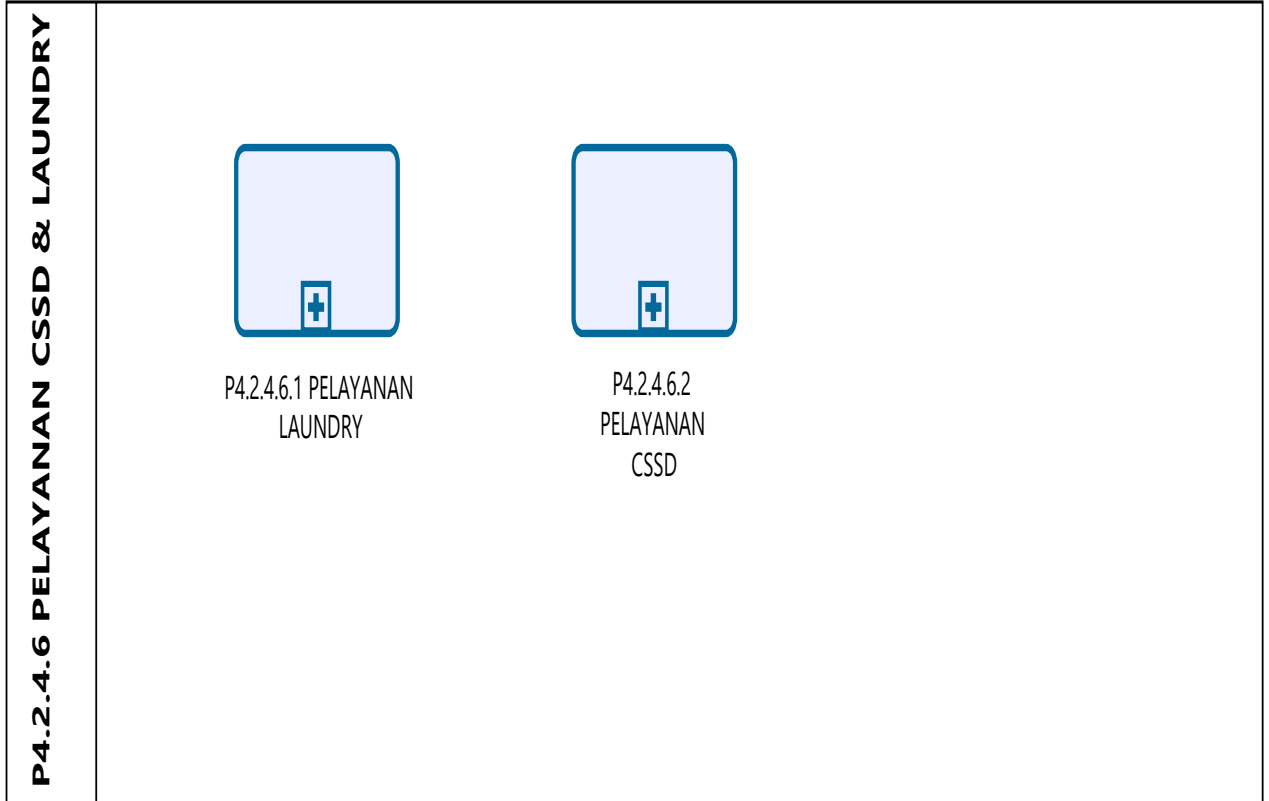 P4.2.4.6 PELAYANAN CSSD & LAUNDRY
P4.2.4.6.1 PELAYANAN
LAUNDRY
P4.2.4.6.2
PELAYANAN
CSSD